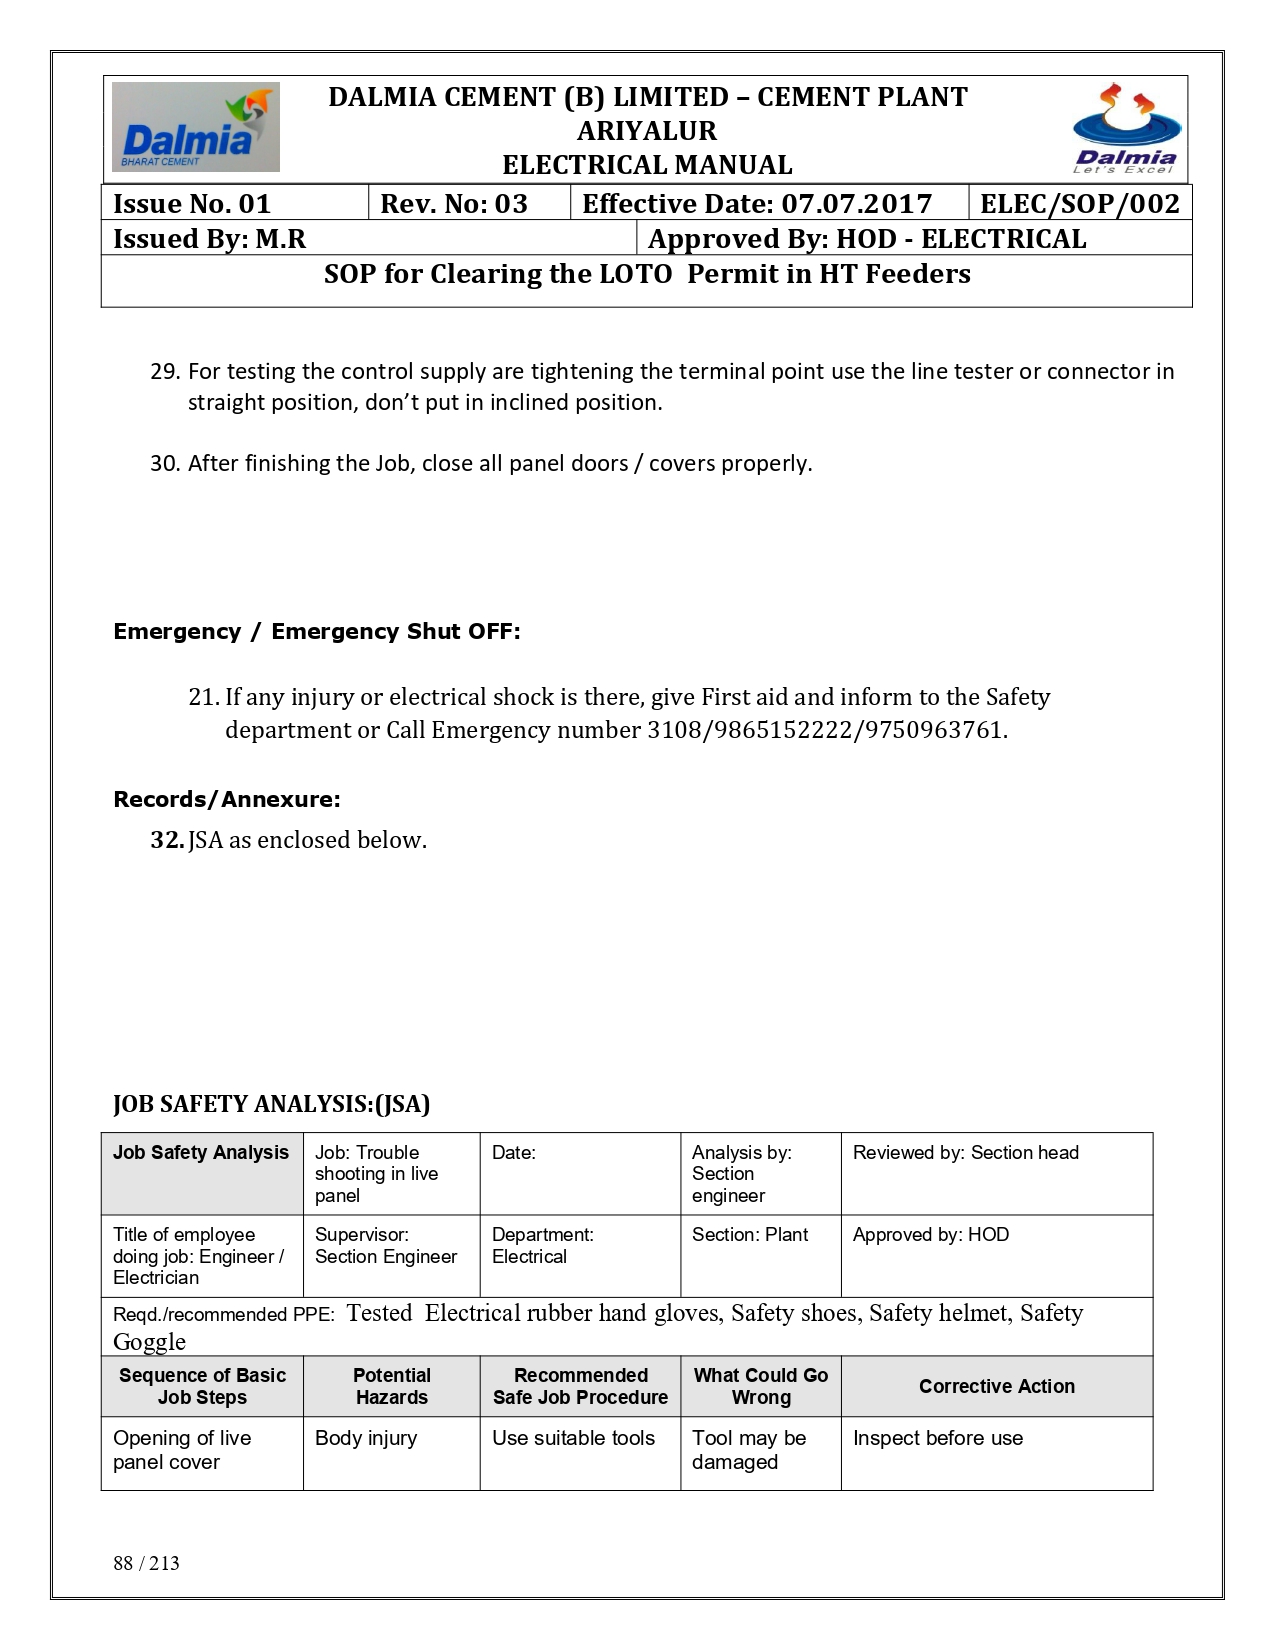 Dalmia
BHARAT CEMENT
DALMIA CEMENT (B) LIMITED – CEMENT PLANT
ARIYALUR
ELECTRICAL MANUAL
Dalmia
Let's Excel
Issue No. 01 Rev. No: 03 Effective Date: 07.07.2017 ELEC/SOP/002
Issued By: M.R Approved By: HOD - ELECTRICAL
SOP for Clearing the LOTO  Permit in HT Feeders
29. For testing the control supply are tightening the terminal point use the line tester or connector in
straight position, don’t put in inclined position.
30. After finishing the Job, close all panel doors / covers properly.
Emergency / Emergency Shut OFF:
21. If any injury or electrical shock is there, give First aid and inform to the Safety
department or Call Emergency number 3108/9865152222/9750963761.
Records/Annexure:
32. JSA as enclosed below.
JOB SAFETY ANALYSIS:(JSA)
Job Safety Analysis
Job: Trouble
shooting in live
panel
Date:
Analysis by:
Section
engineer
Reviewed by: Section head
Title of employee
doing job: Engineer /
Electrician
Supervisor:
Section Engineer
Department:
Electrical
Section: Plant
Approved by: HOD
Reqd./recommended PPE:  Tested  Electrical rubber hand gloves, Safety shoes, Safety helmet, Safety
Goggle
Sequence of Basic
Job Steps
Potential
Hazards
Recommended
Safe Job Procedure
What Could Go
Wrong
Corrective Action
Opening of live
panel cover
Body injury
Use suitable tools
Tool may be
damaged
Inspect before use
88 / 213